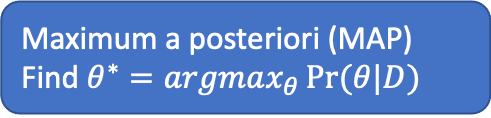 Maximum a posteriori (MAP)
Find θ* = argmax_θ Pr(θ|D)